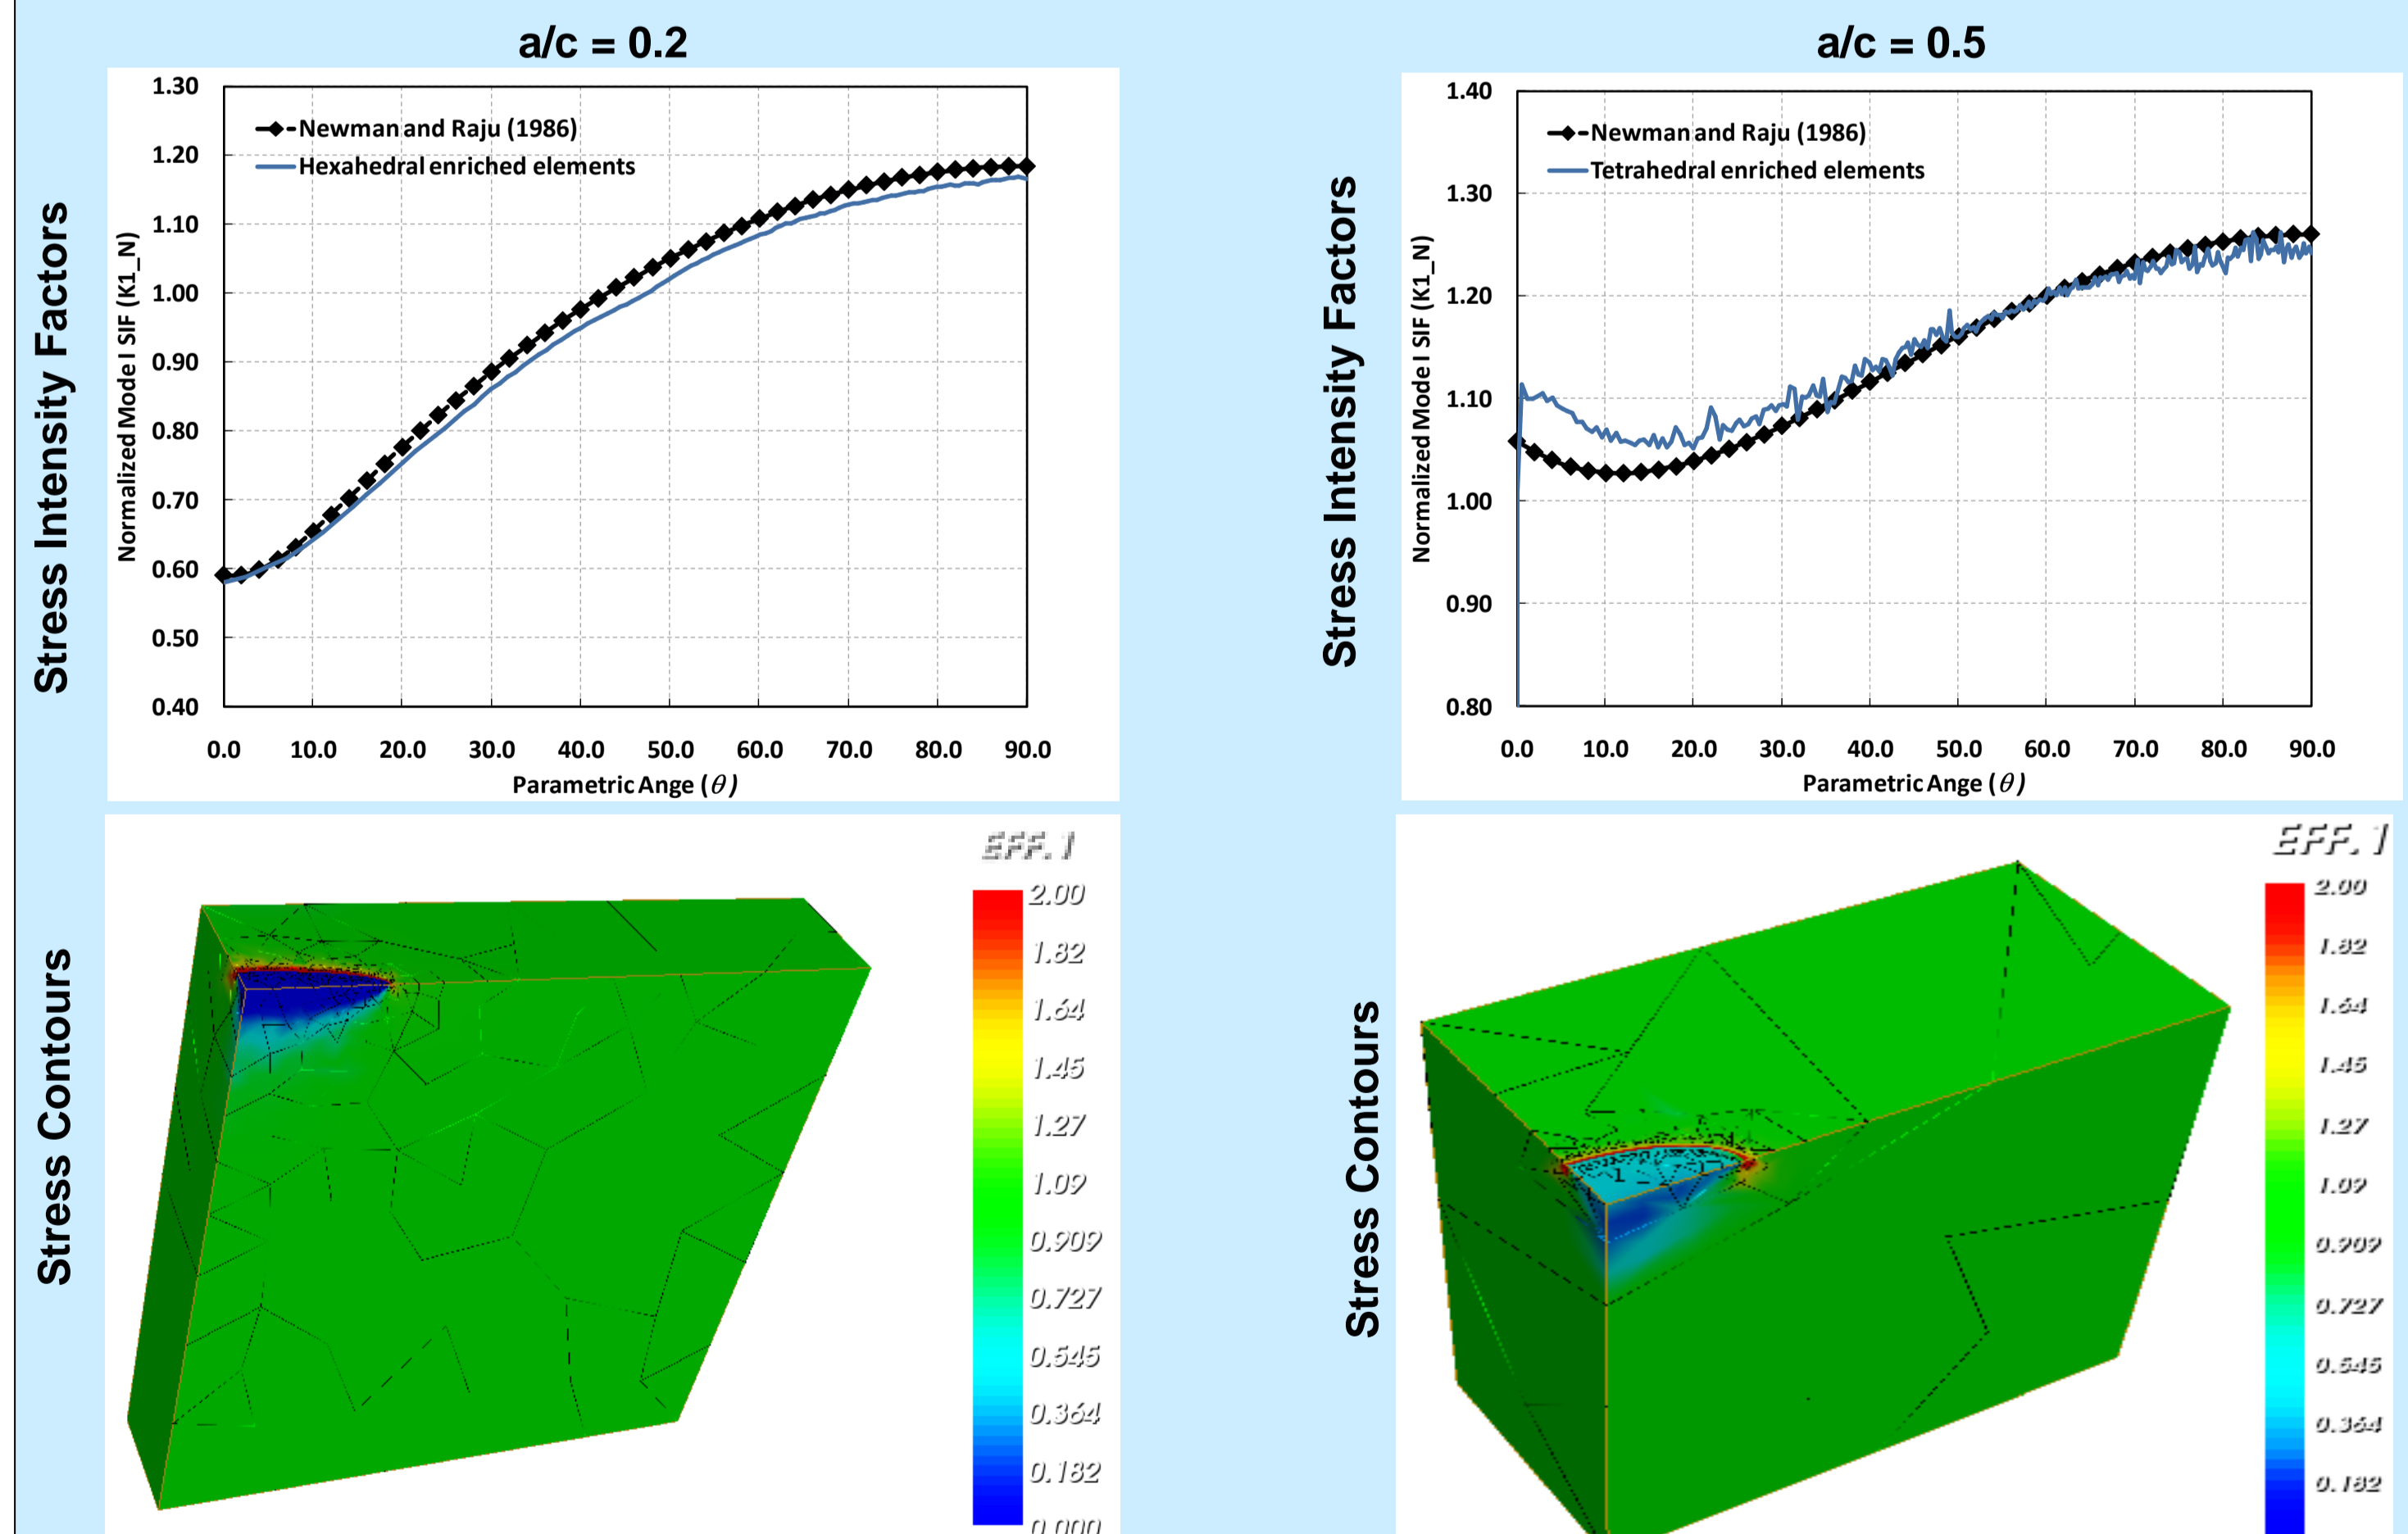 a/c = 0.2
Stress Intensity Factors
Normalized Mode I SIF (K1_N)
1.30
1.20
1.10
1.00
0.90
0.80
0.70
0.60
0.50
0.40
Newman and Raju (1986)
Hexahedral enriched elements
0.0 10.0 20.0 30.0 40.0 50.0 60.0 70.0 80.0 90.0
Parametric Ange (θ)
a/c = 0.5
Stress Intensity Factors
Normalized Mode I SIF (K1_N)
1.40
1.30
1.20
1.10
1.00
0.90
0.80
Newman and Raju (1986)
Tetrahedral enriched elements
0.0 10.0 20.0 30.0 40.0 50.0 60.0 70.0 80.0 90.0
Parametric Ange (θ)
Stress Contours
EFF. 1
2.00
1.82
1.64
1.45
1.27
1.09
0.909
0.727
0.545
0.364
0.182
0.000
Stress Contours
EFF. 1
2.00
1.82
1.64
1.45
1.27
1.09
0.909
0.727
0.545
0.364
0.182